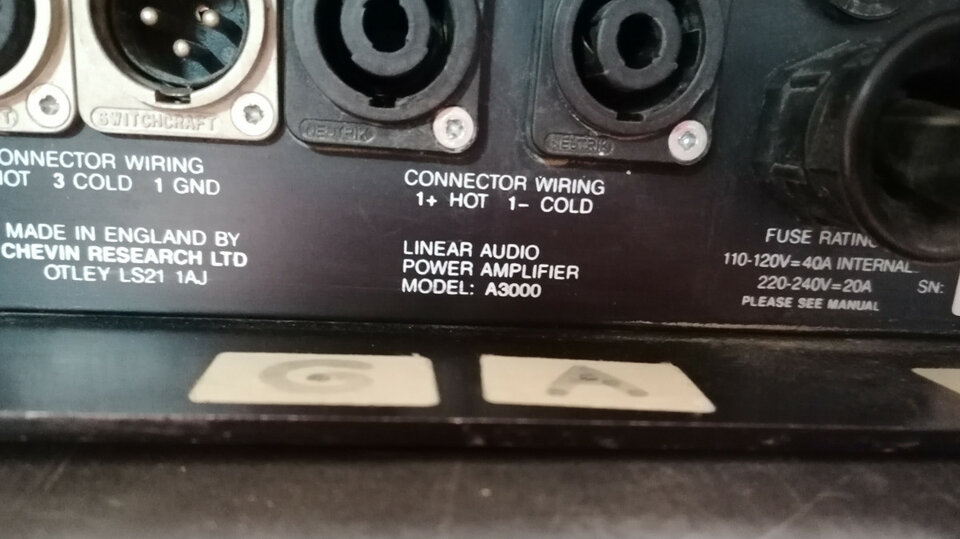 SWITCHCRAFT
NEUTRIK
NEUTRIK
CONNECTOR WIRING
HOT 3 COLD 1 GND
MADE IN ENGLAND BY
CHEVIN RESEARCH LTD
OTLEY LS21 1AJ
CONNECTOR WIRING
1+ HOT 1- COLD
LINEAR AUDIO
POWER AMPLIFIER
MODEL: A3000
FUSE RATING
110-120V=40A INTERNAL
220-240V=20A
PLEASE SEE MANUAL
SN:
G
A